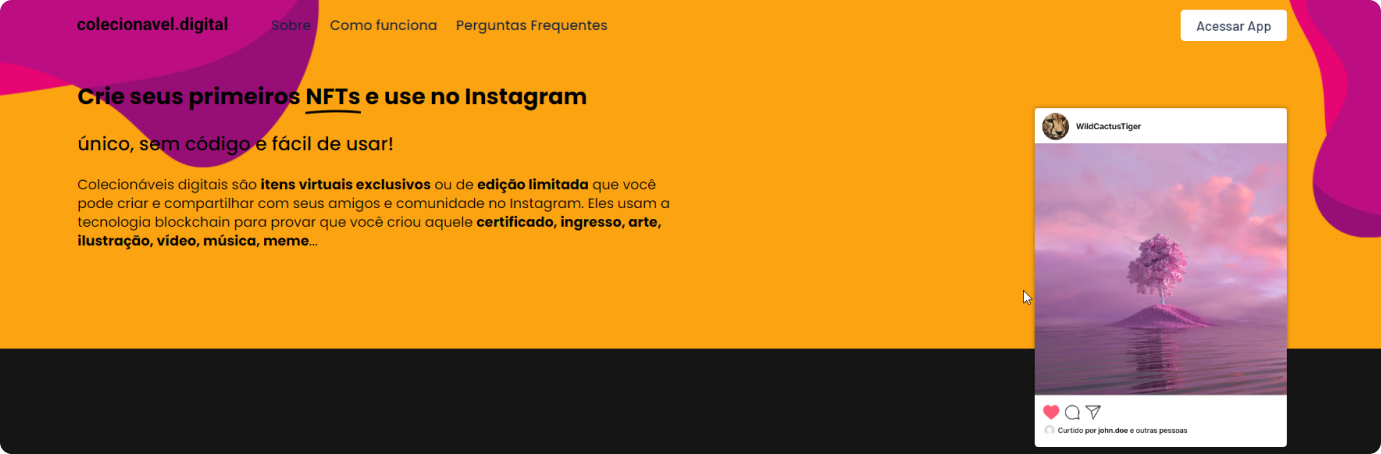 colecionavel.digital Sobre Como funciona Perguntas Frequentes Acessar App
Crie seus primeiros NFTs e use no Instagram
único, sem código e fácil de usar!
Colecionáveis digitais são itens virtuais exclusivos ou de edição limitada que você
pode criar e compartilhar com seus amigos e comunidade no Instagram. Eles usam a
tecnologia blockchain para provar que você criou aquele certificado, ingresso, arte,
ilustração, vídeo, música, meme...
WildCactusTiger
Curtido por john.doe e outras pessoas